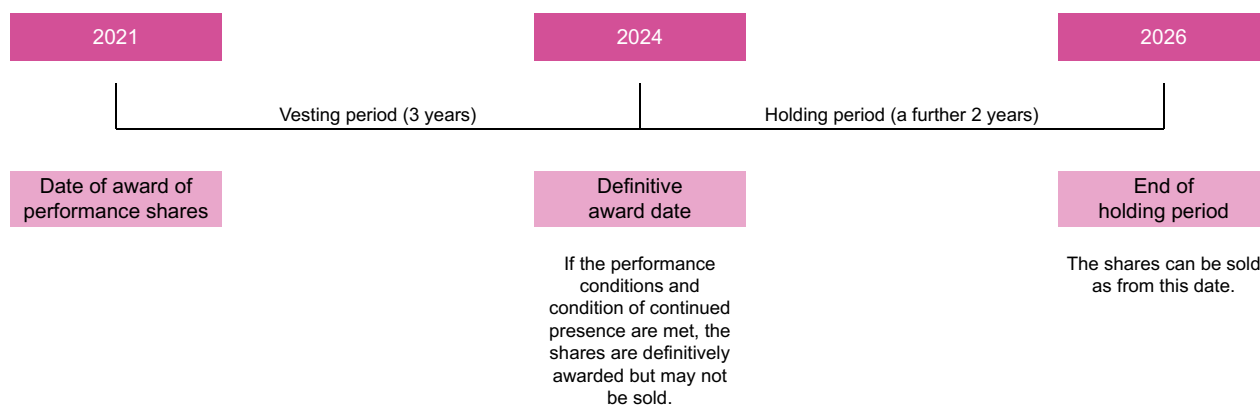 2021
2024
2026
Vesting period (3 years)
Holding period (a further 2 years)
Date of award of
performance shares
Definitive
award date
End of
holding period
If the performance
conditions and
condition of continued
presence are met, the
shares are definitively
awarded but may not
be sold.
The shares can be sold
as from this date.